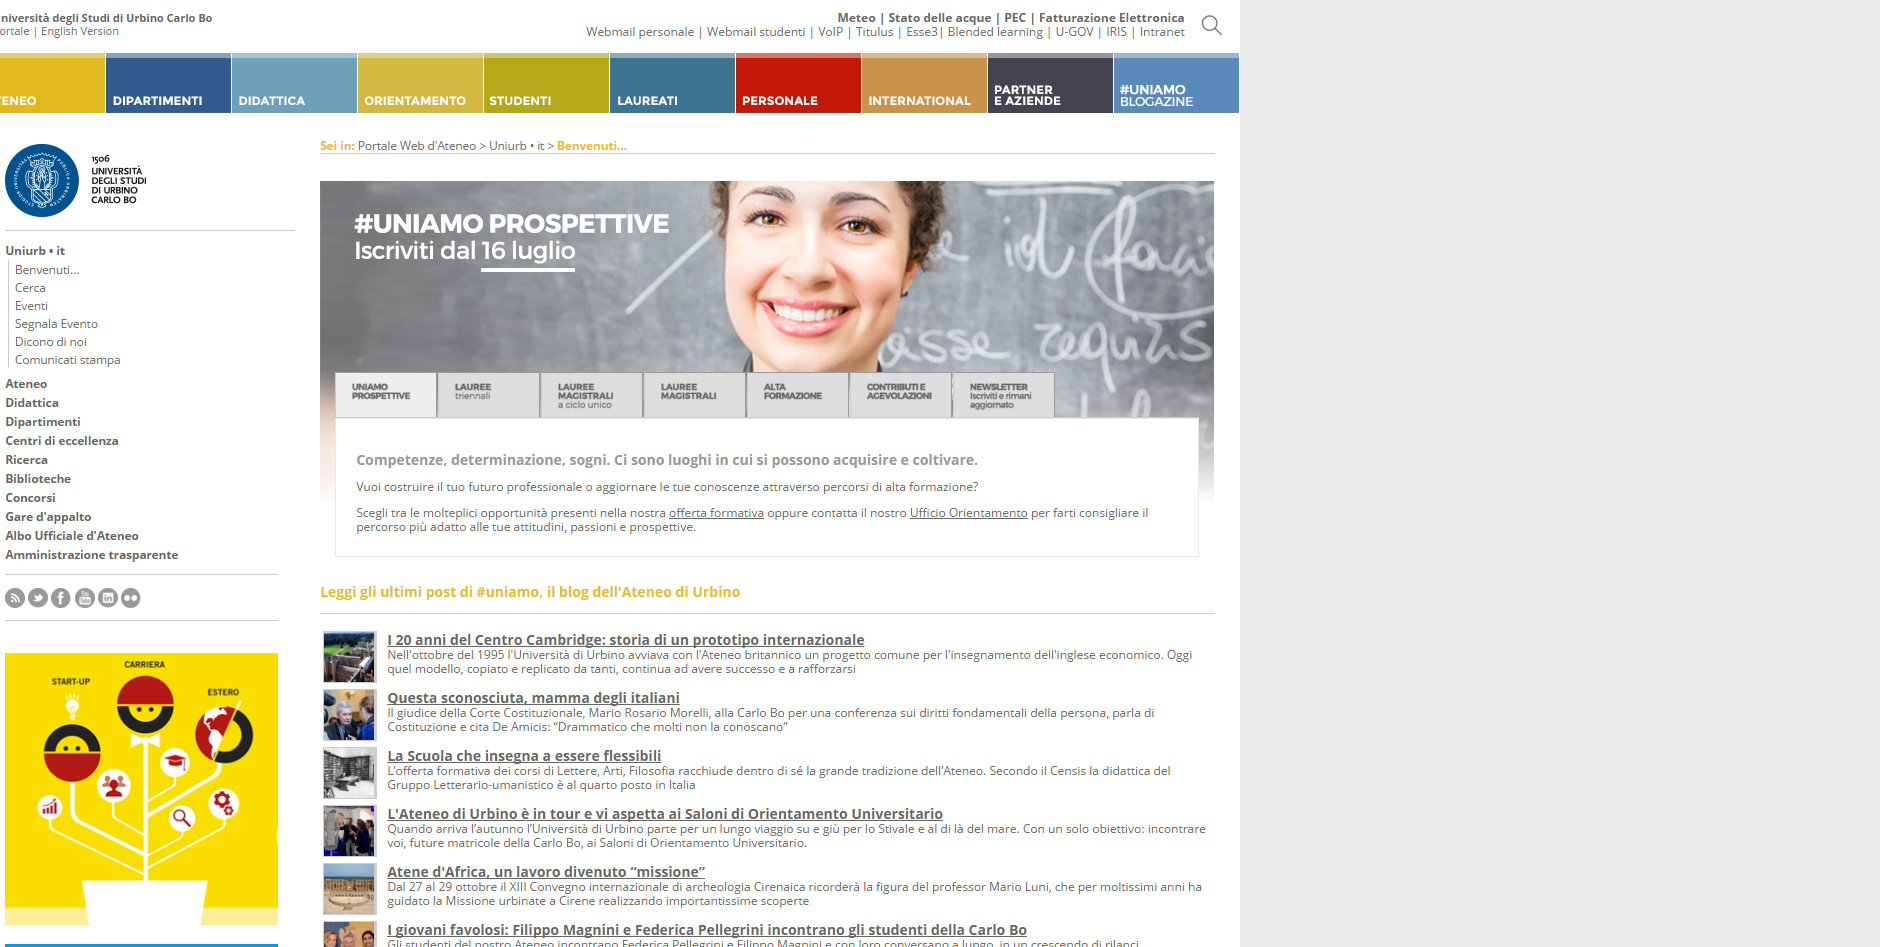 niversità degli Studi di Urbino Carlo Bo
ortale | English Version
Meteo | Stato delle acque | PEC | Fatturazione Elettronica
Webmail personale | Webmail studenti | VoIP | Titulus | Esse3| Blended learning | U-GOV | IRIS | Intranet
TENEO
DIPARTIMENTI
DIDATTICA
ORIENTAMENTO
STUDENTI
LAUREATI
PERSONALE
INTERNATIONAL
PARTNER
E AZIENDE
#UNIAMO
BLOGAZINE
1506
UNIVERSITÀ
DEGLI STUDI
DI URBINO
CARLO BO
Uniurb • it
Benvenuti...
Cerca
Eventi
Segnala Evento
Dicono di noi
Comunicati stampa
Ateneo
Didattica
Dipartimenti
Centri di eccellenza
Ricerca
Biblioteche
Concorsi
Gare d'appalto
Albo Ufficiale d'Ateneo
Amministrazione trasparente
CARRIERA
START-UP
ESTERO
Sei in: Portale Web d'Ateneo > Uniurb • it > Benvenuti...
#UNIAMO PROSPETTIVE
Iscriviti dal 16 luglio
UNIAMO
PROSPETTIVE
LAUREE
triennali
LAUREE
MAGISTRALI
a ciclo unico
LAUREE
MAGISTRALI
ALTA
FORMAZIONE
CONTRIBUTI E
AGEVOLAZIONI
NEWSLETTER
Iscriviti e rimani
aggiornato
Competenze, determinazione, sogni. Ci sono luoghi in cui si possono acquisire e coltivare.
Vuoi costruire il tuo futuro professionale o aggiornare le tue conoscenze attraverso percorsi di alta formazione?
Scegli tra le molteplici opportunità presenti nella nostra offerta formativa oppure contatta il nostro Ufficio Orientamento per farti consigliare il
percorso più adatto alle tue attitudini, passioni e prospettive.
Leggi gli ultimi post di #uniamo, il blog dell'Ateneo di Urbino
I 20 anni del Centro Cambridge: storia di un prototipo internazionale
Nell'ottobre del 1995 l'Università di Urbino avviava con l'Ateneo britannico un progetto comune per l'insegnamento dell'inglese economico. Oggi
quel modello, copiato e replicato da tanti, continua ad avere successo e a rafforzarsi
Questa sconosciuta, mamma degli italiani
Il giudice della Corte Costituzionale, Mario Rosario Morelli, alla Carlo Bo per una conferenza sui diritti fondamentali della persona, parla di
Costituzione e cita De Amicis: “Drammatico che molti non la conoscano”
La Scuola che insegna a essere flessibili
L’offerta formativa dei corsi di Lettere, Arti, Filosofia racchiude dentro di sé la grande tradizione dell’Ateneo. Secondo il Censis la didattica del
Gruppo Letterario-umanistico è al quarto posto in Italia
L'Ateneo di Urbino è in tour e vi aspetta ai Saloni di Orientamento Universitario
Quando arriva l’autunno l’Università di Urbino parte per un lungo viaggio su e giù per lo Stivale e al di là del mare. Con un solo obiettivo: incontrare
voi, future matricole della Carlo Bo, ai Saloni di Orientamento Universitario.
Atene d'Africa, un lavoro divenuto “missione”
Dal 27 al 29 ottobre il XIII Convegno internazionale di archeologia Cirenaica ricorderà la figura del professor Mario Luni, che per moltissimi anni ha
guidato la Missione urbinate a Cirene realizzando importantissime scoperte
I giovani favolosi: Filippo Magnini e Federica Pellegrini incontrano gli studenti della Carlo Bo
Gli studenti del nostro Ateneo incontrano Federica Pellegrini e Filippo Magnini e con loro conversano a lungo, in un crescendo di rilanci